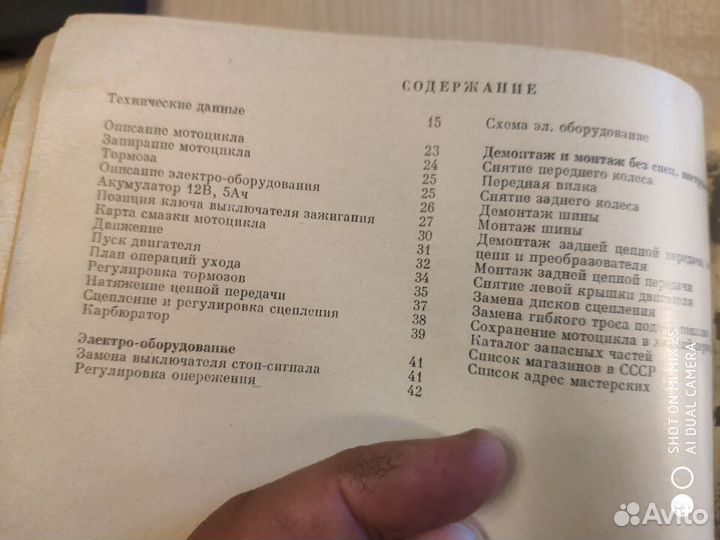 СОДЕРЖАНИЕ
Технические данные 15
Описание мотоцикла 23
Запирание мотоцикла 24
Тормоза 25
Описание электро-оборудования 25
Акумулатор 12В, 5Ач 26
Позиция ключа выключателя зажигания 27
Карта смазки мотоцикла 30
Движение 31
Пуск двигателя 32
План операций ухода 34
Регулировка тормозов 35
Натяжение цепной передачи 37
Сцепление и регулировка сцепления 38
Карбюратор 39
Электро-оборудование 41
Замена выключателя стоп-сигнала 41
Регулировка опережения 42
Схема эл. оборудование
Демонтаж и монтаж без спец.
Снятие переднего колеса
Передная вилка
Снятие заднего колеса
Демонтаж шины
Монтаж шины
Демонтаж задней цепной передачи
цепи и преобразователя
Монтаж задней цепной передачи
Снятие левой крышки двигателя
Замена дисков сцепления
Замена гибкого троса под
Сохранение мотоцикла в
Каталог запасных частей
Список магазинов в СССР
Список адрес мастерских
SHOT ON MI MIX 2S
AI DUAL CAMERA
Avito